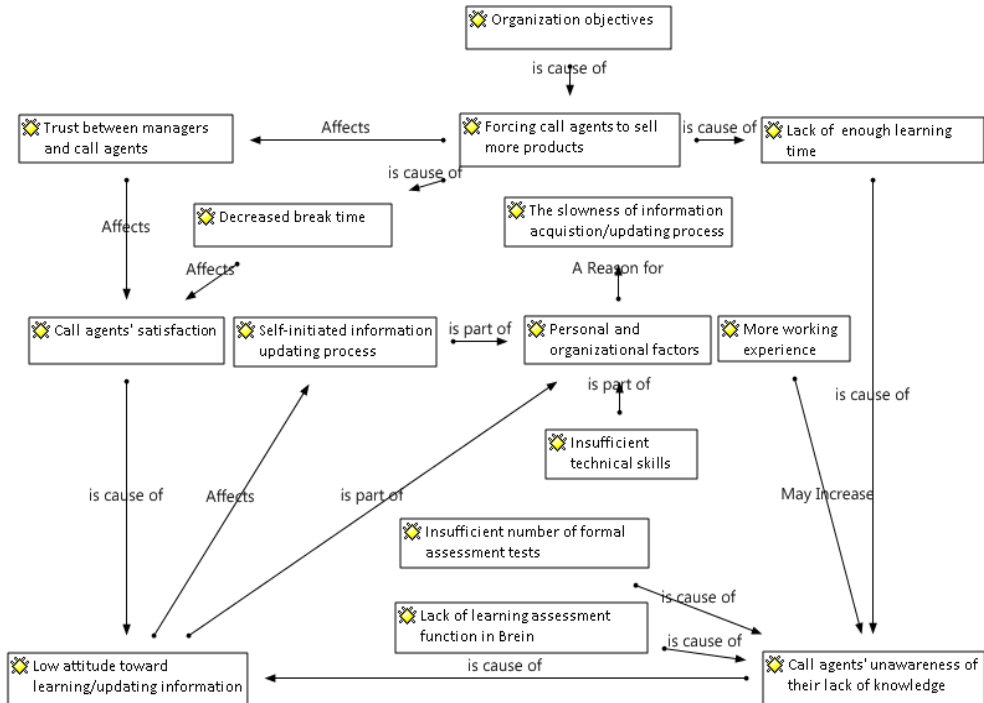 Organization objectives
is cause of
Trust between managers
and call agents
Affects
Forcing call agents to sell
more products
is cause of
Lack of enough learning
time
is cause of
Decreased break time
The slowness of information
acquistion/updating process
Affects
Affects
A Reason for
Call agents' satisfaction
Self-initiated information
updating process
is part of
Personal and
organizational factors
More working
experience
is part of
is cause of
Insufficient
technical skills
is cause of
Affects
is part of
May Increase
Insufficient number of formal
assessment tests
is cause of
Lack of learning assessment
function in Brein
is cause of
Low attitude toward
learning/updating information
is cause of
Call agents' unawareness of
their lack of knowledge